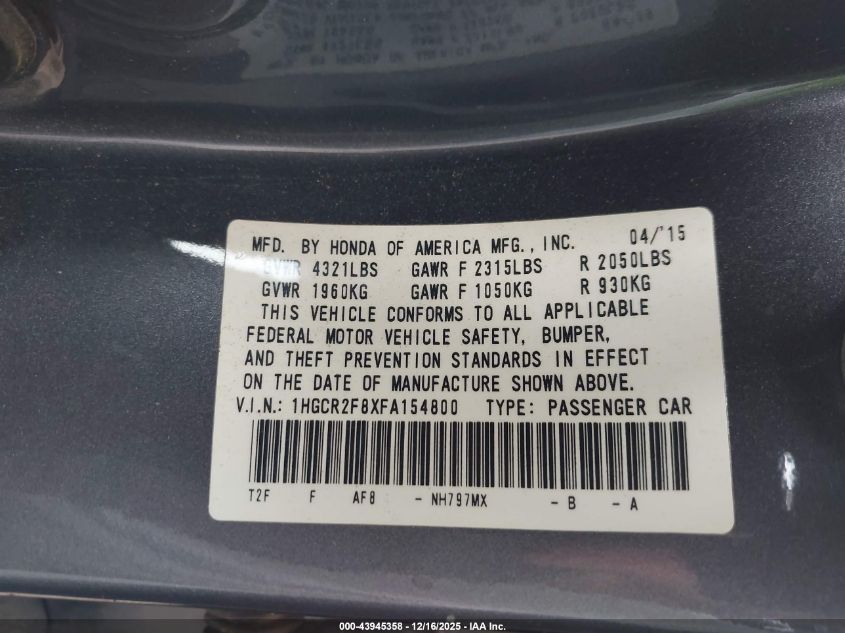 MFD. BY HONDA OF AMERICA MFG., INC. 04/'15
GVWR 4321LBS GAWR F 2315LBS R 2050LBS
GVWR 1960KG GAWR F 1050KG R 930KG
THIS VEHICLE CONFORMS TO ALL APPLICABLE
FEDERAL MOTOR VEHICLE SAFETY, BUMPER,
AND THEFT PREVENTION STANDARDS IN EFFECT
ON THE DATE OF MANUFACTURE SHOWN ABOVE.
V.I.N.: 1HGCR2F8XFA154800 TYPE: PASSENGER CAR
T2F F AF8 - NH797MX - B - A
000-43945358 - 12/16/2025 - IAA Inc.